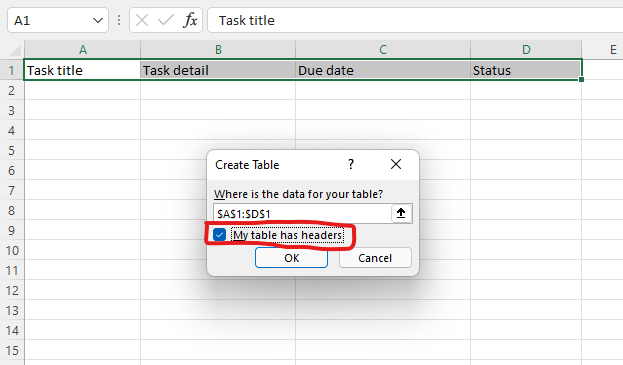 A1 fx Task title
A B C D E
1 Task title Task detail Due date Status
2
3
4
5
6
7
8
9
10
11
12
13
14
15
Create Table ?
Where is the data for your table?
$A$1:$D$1
My table has headers
OK Cancel